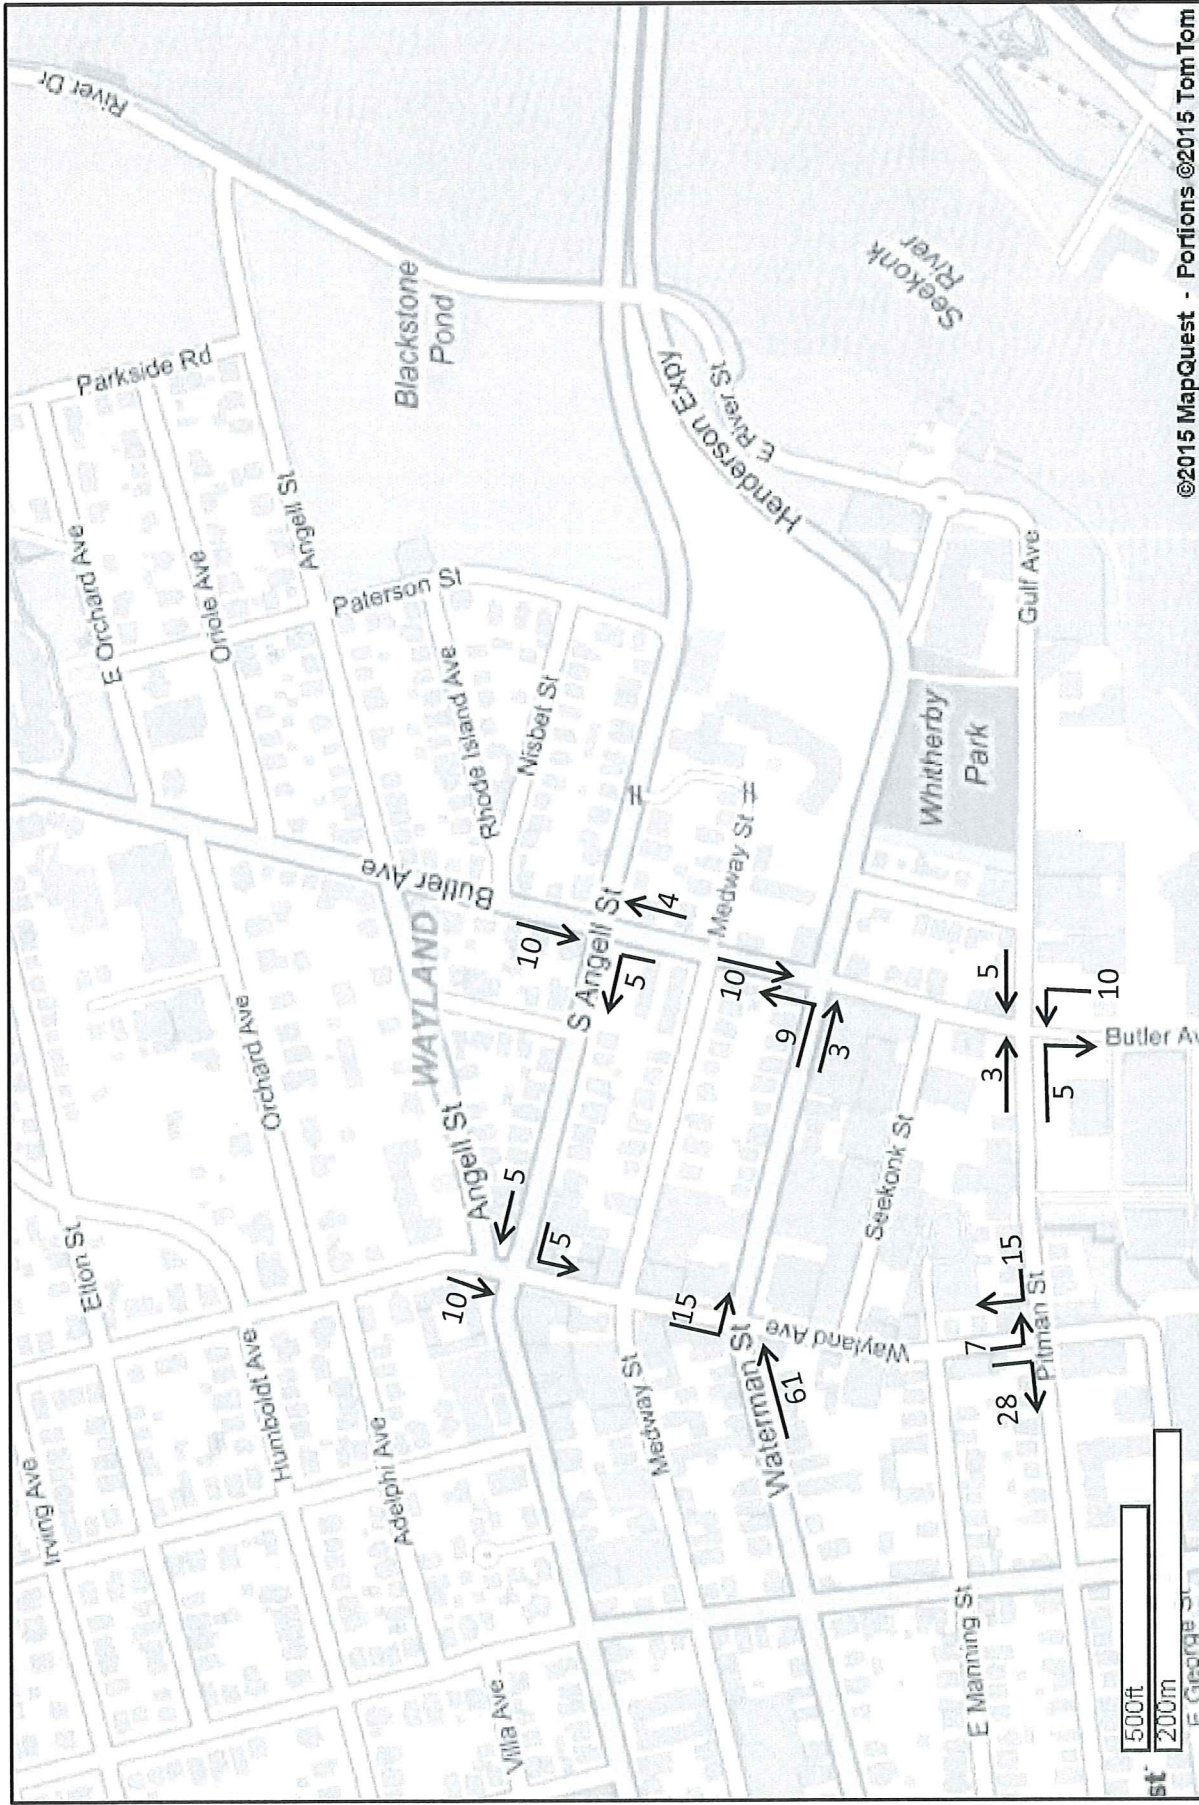 River Dr
Parkside Rd
Blackstone
Pond
E Orchard Ave
Oriole Ave
Angell St
Paterson St
Rhode Island Ave
Nisbet St
Henderson Expy
E River St
Seekonk
River
Gulf Ave
Whitherby
Park
Medway St
Butler Ave
WAYLAND
S Angell St
10
4
5
10
9
3
5
10
3
5
Butler Av
Orchard Ave
Angell St
Elton St
Humboldt Ave
Adelphi Ave
Irving Ave
Villa Ave
5
5
10
15
61
Medway St
Waterman St
Wayland Ave
Seekonk St
15
7
28
Pitman St
E Manning St
E George St
st
500ft
200m
©2015 MapQuest - Portions ©2015 TomTom